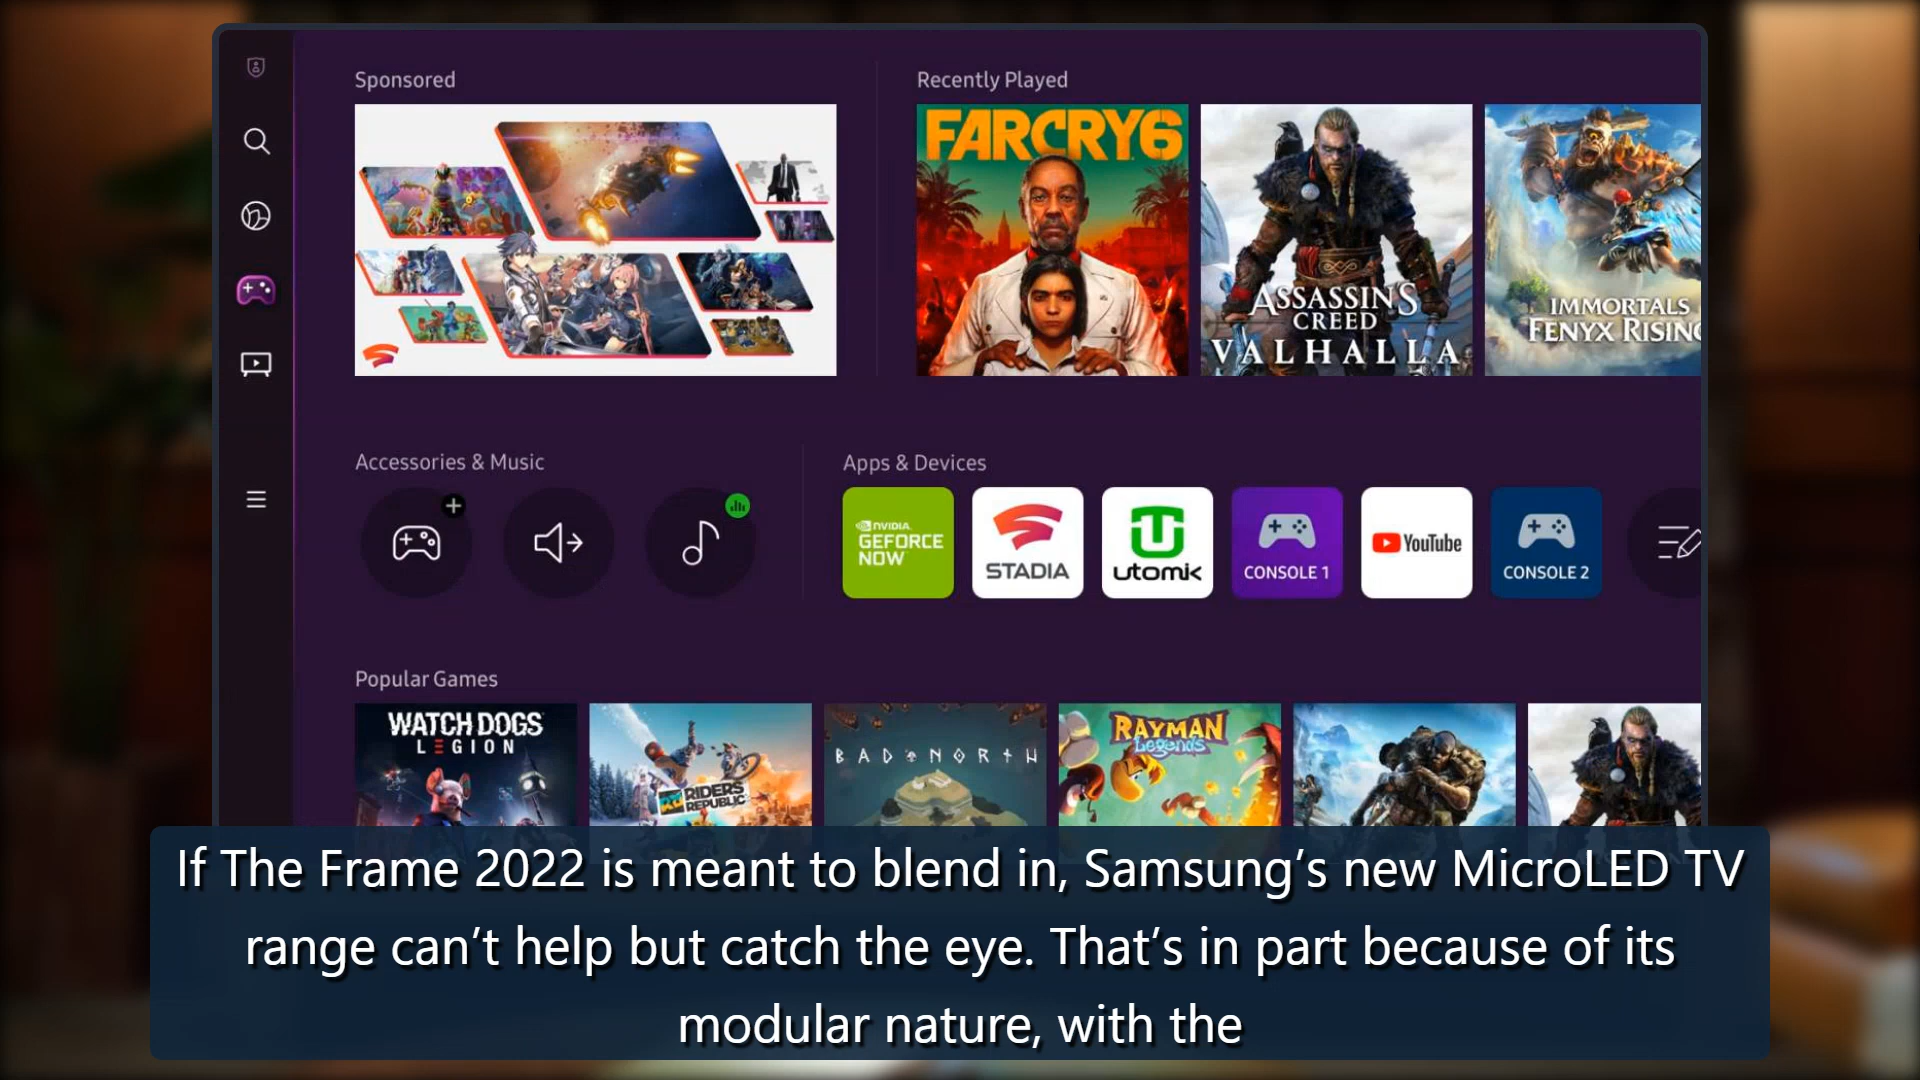 Sponsored
Recently Played
FARCRY6
ASSASSIN'S
CREED
VALHALLA
IMMORTALS
FENYX RISING
Accessories & Music
Apps & Devices
NVIDIA.
GEFORCE
NOW
STADIA
utomik
CONSOLE 1
YouTube
CONSOLE 2
Popular Games
WATCH DOGS
LEGION
RIDERS
REPUBLIC
BAD NORTH
RAYMAN
Legends
If The Frame 2022 is meant to blend in, Samsung’s new MicroLED TV
range can’t help but catch the eye. That’s in part because of its
modular nature, with the